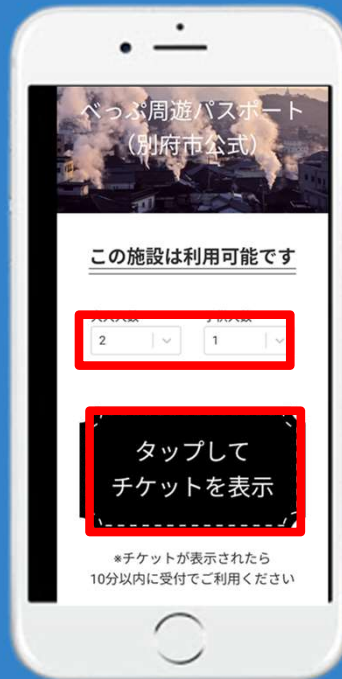 べっぷ周遊パスポート
（別府市公式）
この施設は利用可能です
2
1
タップして
チケットを表示
※チケットが表示されたら
10分以内に受付でご利用ください